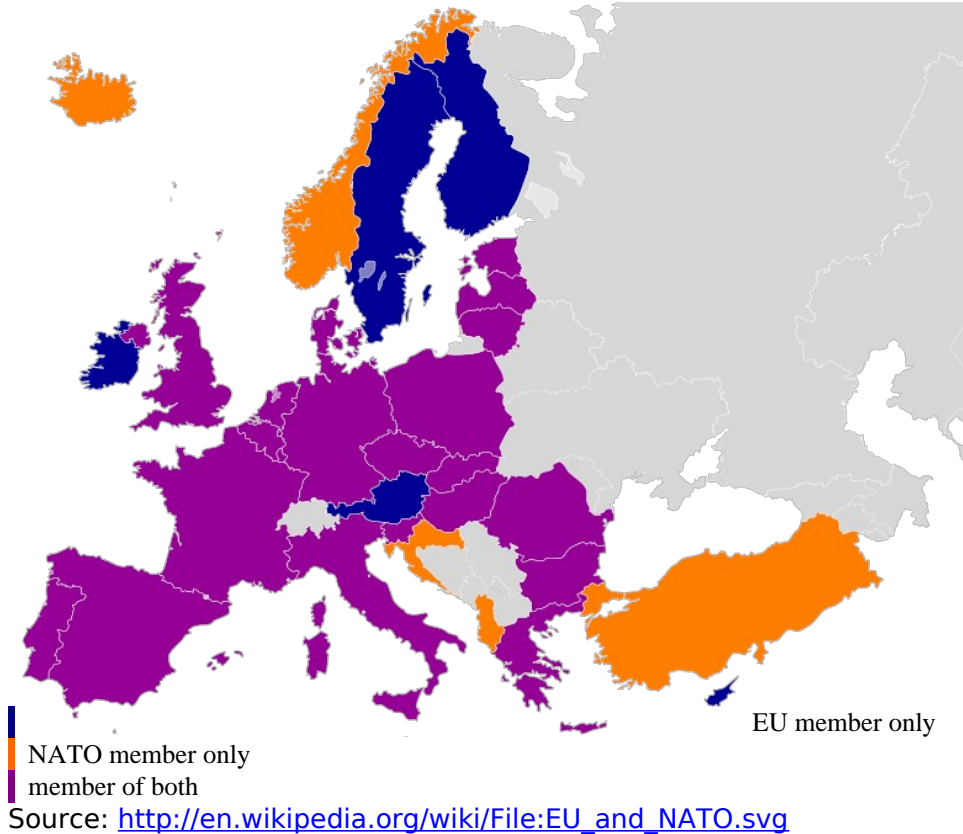 EU member only
NATO member only
member of both
Source: http://en.wikipedia.org/wiki/File:EU_and_NATO.svg